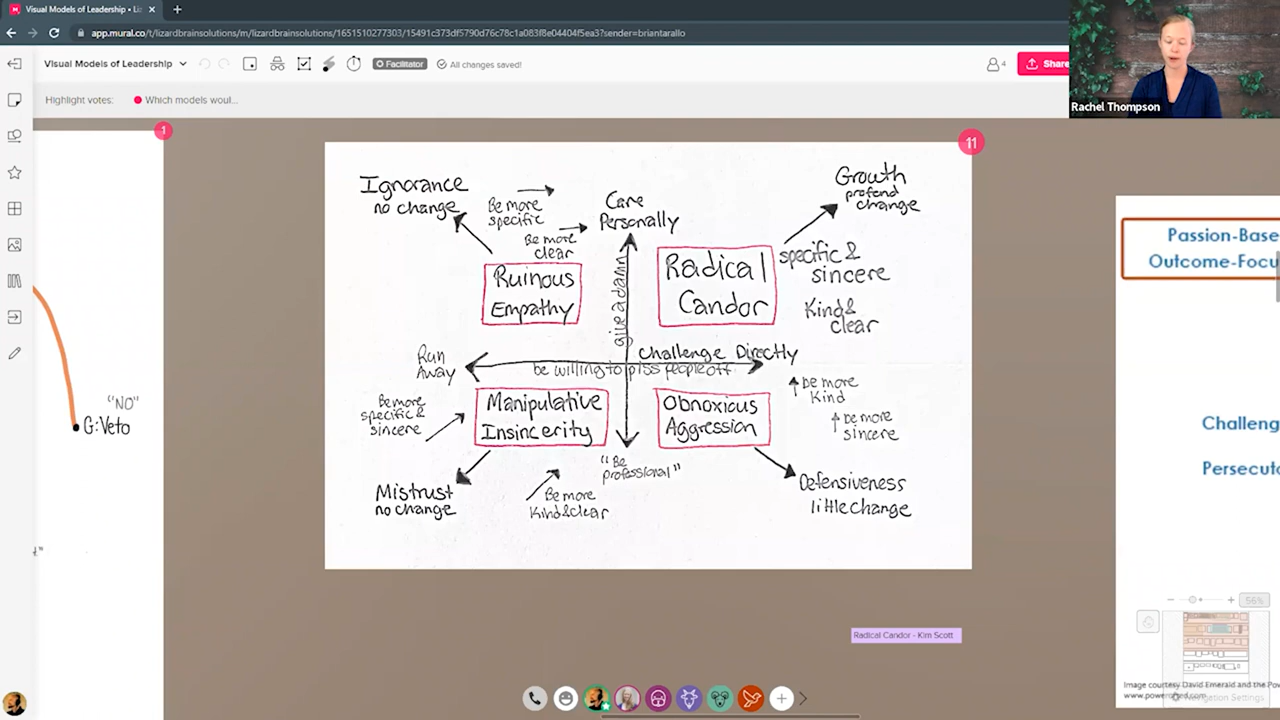 Visual Models of Leadership • Li
app.mural.co/t/lizardbrainsolutions/m/lizardbrainsolutions/1651510277303/15491c373df5790d76c78c1a083f8e04404f5ea3?sender=briantarallo
Visual Models of Leadership
Facilitator
All changes saved!
4
Share
Highlight votes:
Which models woul...
Rachel Thompson
1
11
Ignorance
no change
Be more
specific
Be more
clear
Care
Personally
Growth
profond
change
Ruinous
Empathy
give a damn
Radical
Candor
specific &
sincere
Kind &
clear
Run
Away
Challenge Directly
be willing to piss people off
Be more
specific &
sincere
Manipulative
Insincerity
Obnoxious
Aggression
be more
Kind
be more
sincere
"Be
professional"
Mistrust
no change
Be more
Kind & clear
Defensiveness
little change
"NO"
G:Veto
Passion-Base
Outcome-Focu
Challeng
Persecuto
Radical Candor - Kim Scott
56%
Image courtesy David Emerald and the Po
Navigation Settings